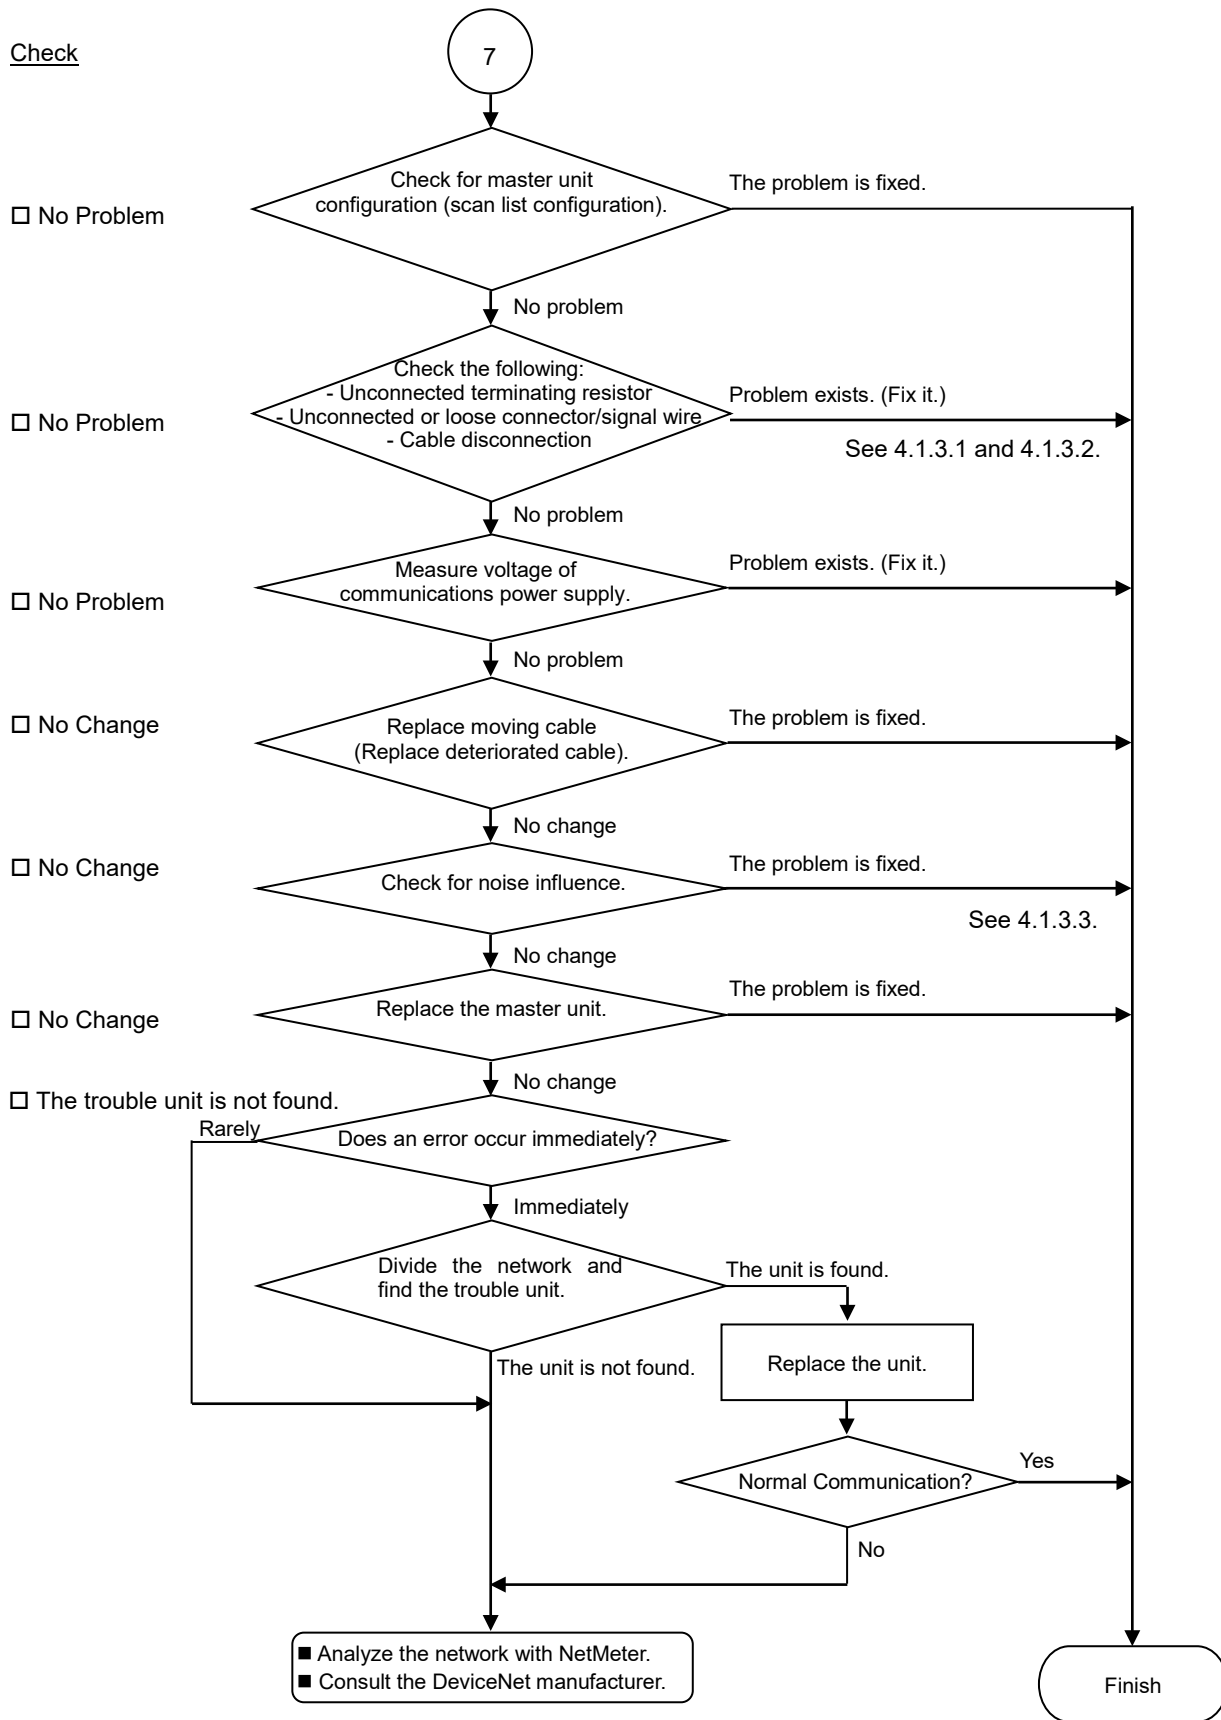 Check
7
Check for master unit
configuration (scan list configuration).
The problem is fixed.
□ No Problem
No problem
Check the following:
- Unconnected terminating resistor
- Unconnected or loose connector/signal wire
- Cable disconnection
Problem exists. (Fix it.)
□ No Problem
See 4.1.3.1 and 4.1.3.2.
No problem
Measure voltage of
communications power supply.
Problem exists. (Fix it.)
□ No Problem
No problem
□ No Change
Replace moving cable
(Replace deteriorated cable).
The problem is fixed.
No change
□ No Change
Check for noise influence.
The problem is fixed.
See 4.1.3.3.
No change
□ No Change
Replace the master unit.
The problem is fixed.
No change
□ The trouble unit is not found.
Rarely
Does an error occur immediately?
Immediately
Divide the network and
find the trouble unit.
The unit is found.
Replace the unit.
The unit is not found.
Normal Communication?
Yes
No
■ Analyze the network with NetMeter.
■ Consult the DeviceNet manufacturer.
Finish